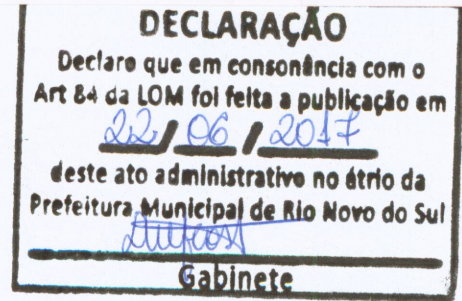 DECLARAÇÃO
Declaro que em consonância com o
Art 84 da LOM foi feita a publicação em
22 / 06 / 2017
deste ato administrativo no átrio da
Prefeitura Municipal de Rio Novo do Sul
Gabinete